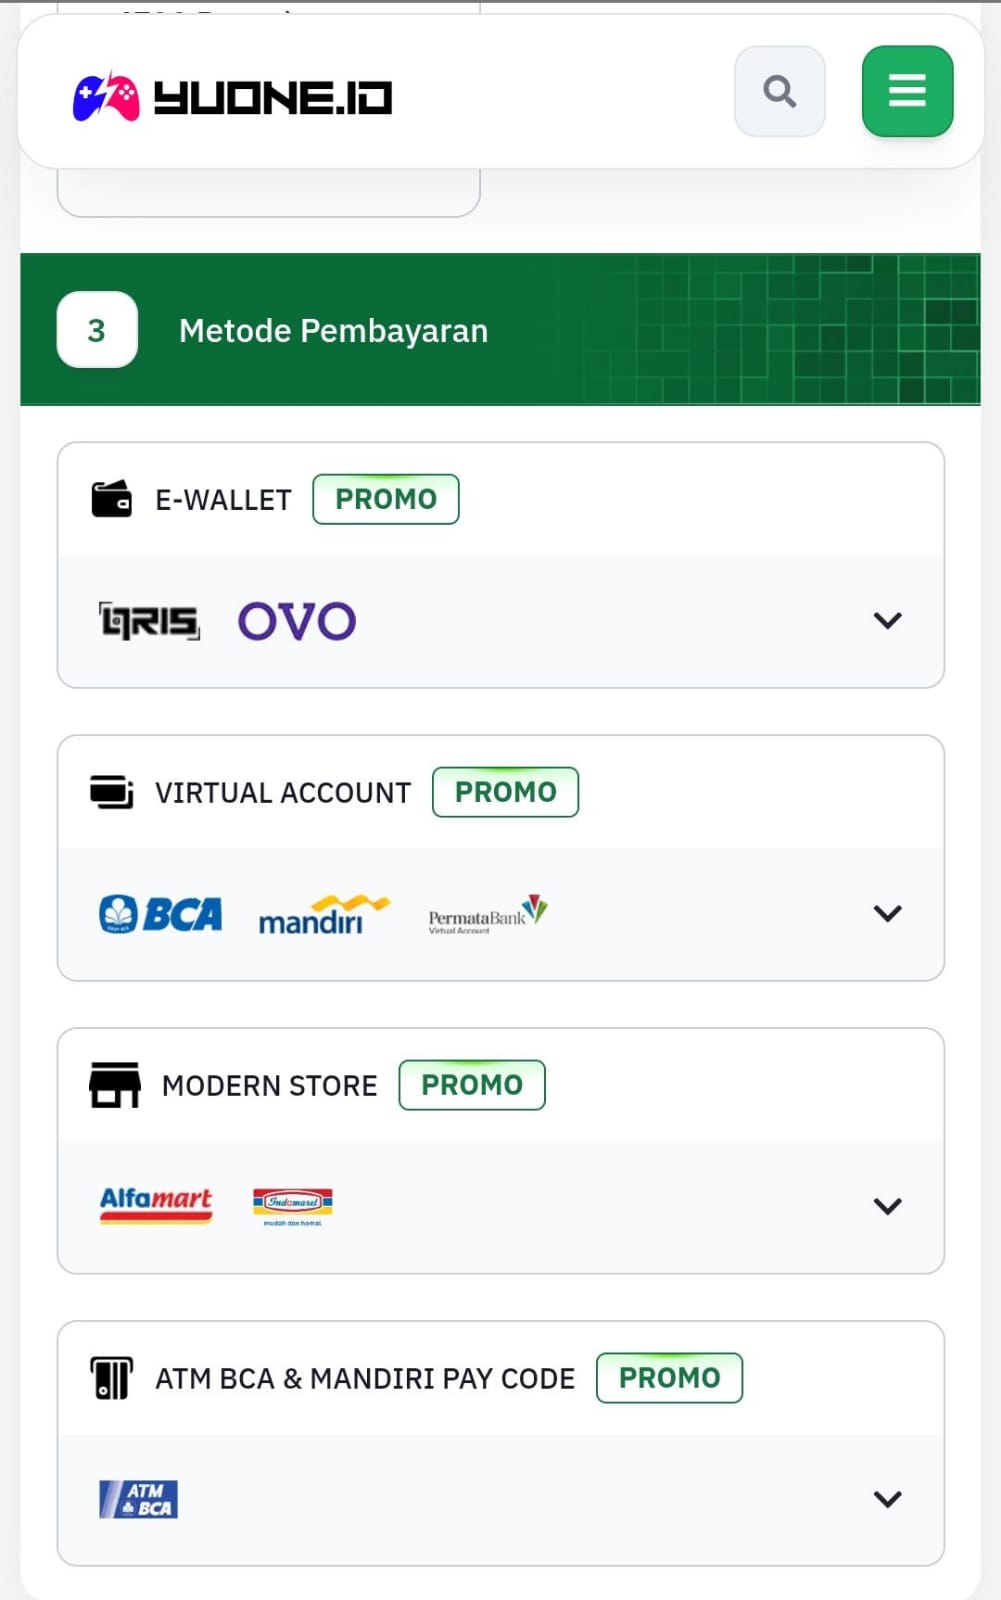 YUONE.ID
3
Metode Pembayaran
E-WALLET PROMO
QRIS OVO
VIRTUAL ACCOUNT PROMO
BCA mandiri PermataBank
Virtual Account
MODERN STORE PROMO
Alfamart Indomaret
mudah dan hemat
ATM BCA & MANDIRI PAY CODE PROMO
ATM
BCA